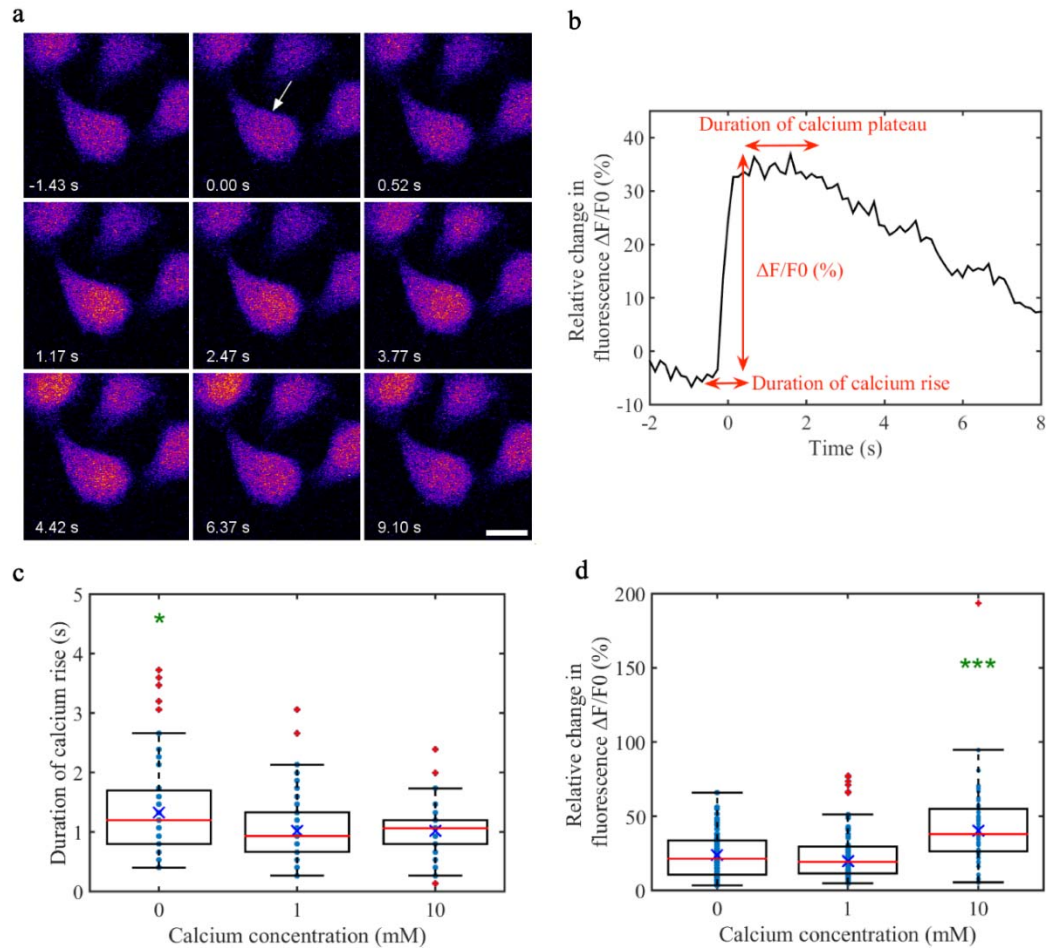 a
-1.43 s
0.00 s
0.52 s
1.17 s
2.47 s
3.77 s
4.42 s
6.37 s
9.10 s
b
Relative change in
fluorescence ΔF/F0 (%)
40
30
20
10
0
-10
Duration of calcium plateau
ΔF/F0 (%)
Duration of calcium rise
-2 0 2 4 6 8
Time (s)
c
Duration of calcium rise (s)
5
4
3
2
1
0
*
0 1 10
Calcium concentration (mM)
d
Relative change in
fluorescence ΔF/F0 (%)
200
150
100
50
0
***
0 1 10
Calcium concentration (mM)